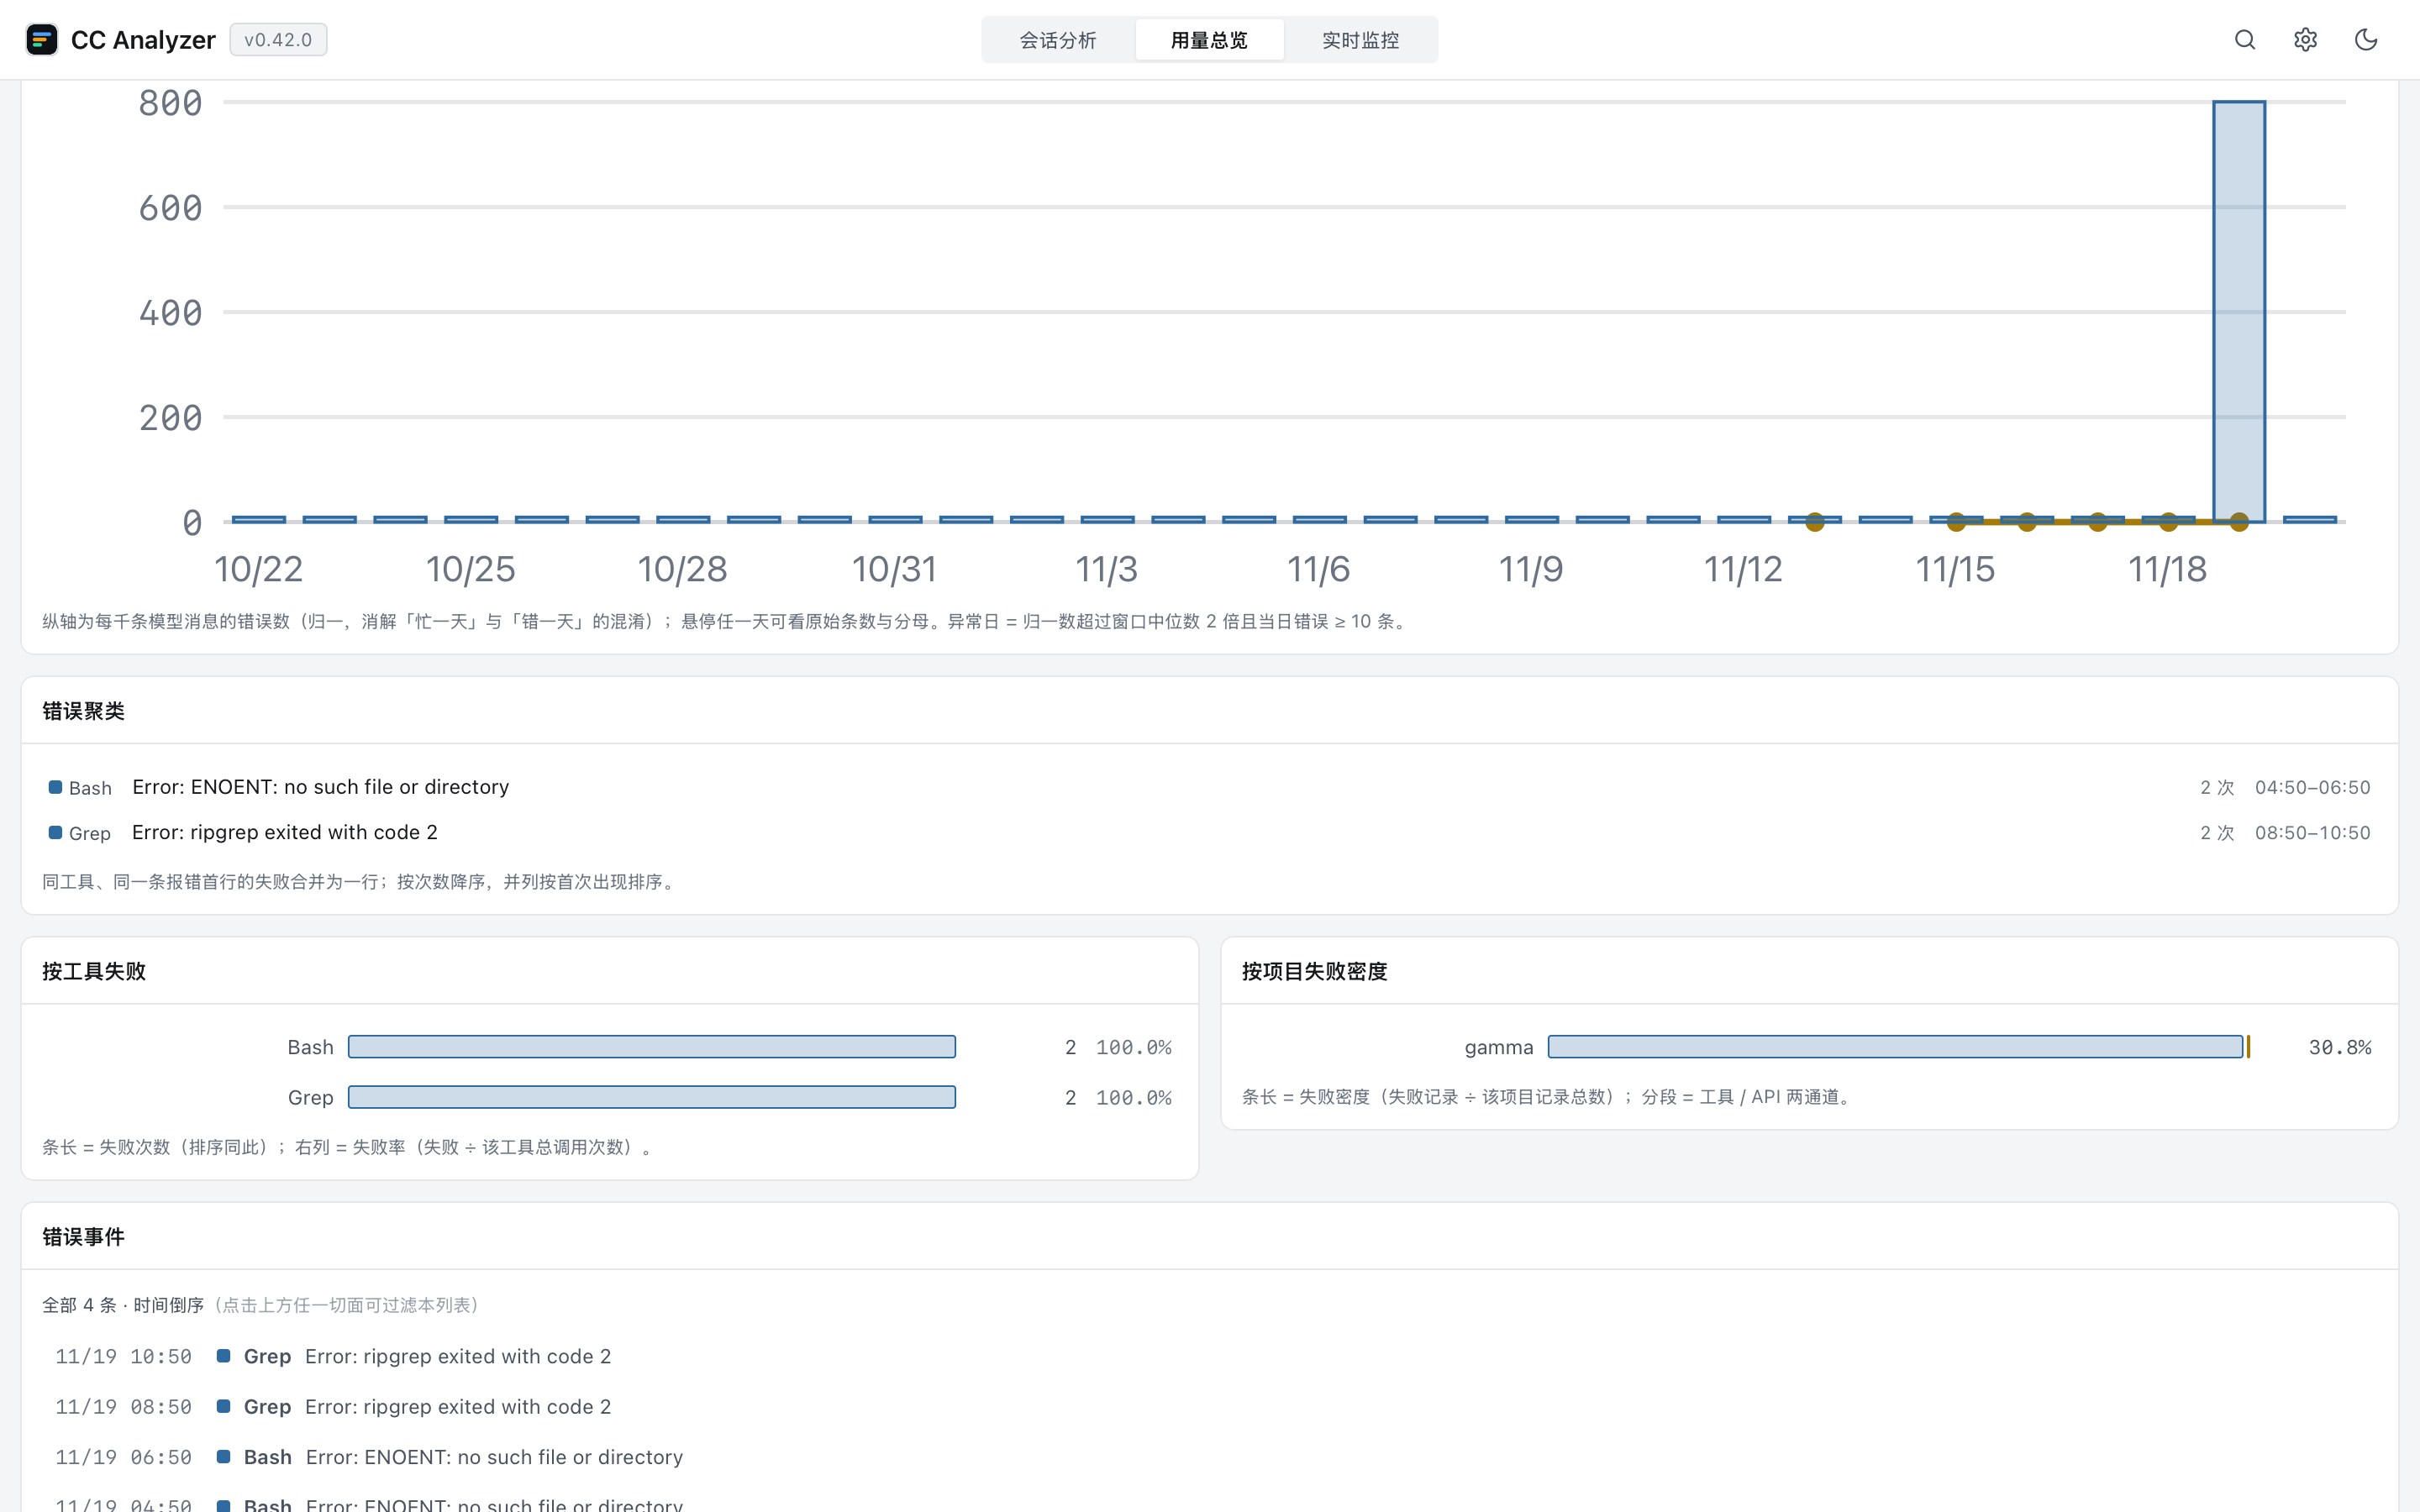 CC Analyzer v0.42.0 会话分析 用量总览 实时监控
800
600
400
200
0
10/22 10/25 10/28 10/31 11/3 11/6 11/9 11/12 11/15 11/18
纵轴为每千条模型消息的错误数（归一，消解「忙一天」与「错一天」的混淆）；悬停任一天可看原始条数与分母。异常日 = 归一数超过窗口中位数 2 倍且当日错误 ≥ 10 条。
错误聚类
Bash Error: ENOENT: no such file or directory 2 次 04:50–06:50
Grep Error: ripgrep exited with code 2 2 次 08:50–10:50
同工具、同一条报错首行的失败合并为一行；按次数降序，并列按首次出现排序。
按工具失败
Bash 2 100.0%
Grep 2 100.0%
条长 = 失败次数（排序同此）；右列 = 失败率（失败 ÷ 该工具总调用次数）。
按项目失败密度
gamma 30.8%
条长 = 失败密度（失败记录 ÷ 该项目记录总数）；分段 = 工具 / API 两通道。
错误事件
全部 4 条 · 时间倒序（点击上方任一切面可过滤本列表）
11/19 10:50 Grep Error: ripgrep exited with code 2
11/19 08:50 Grep Error: ripgrep exited with code 2
11/19 06:50 Bash Error: ENOENT: no such file or directory
11/19 04:50 Bash Error: ENOENT: no such file or directory